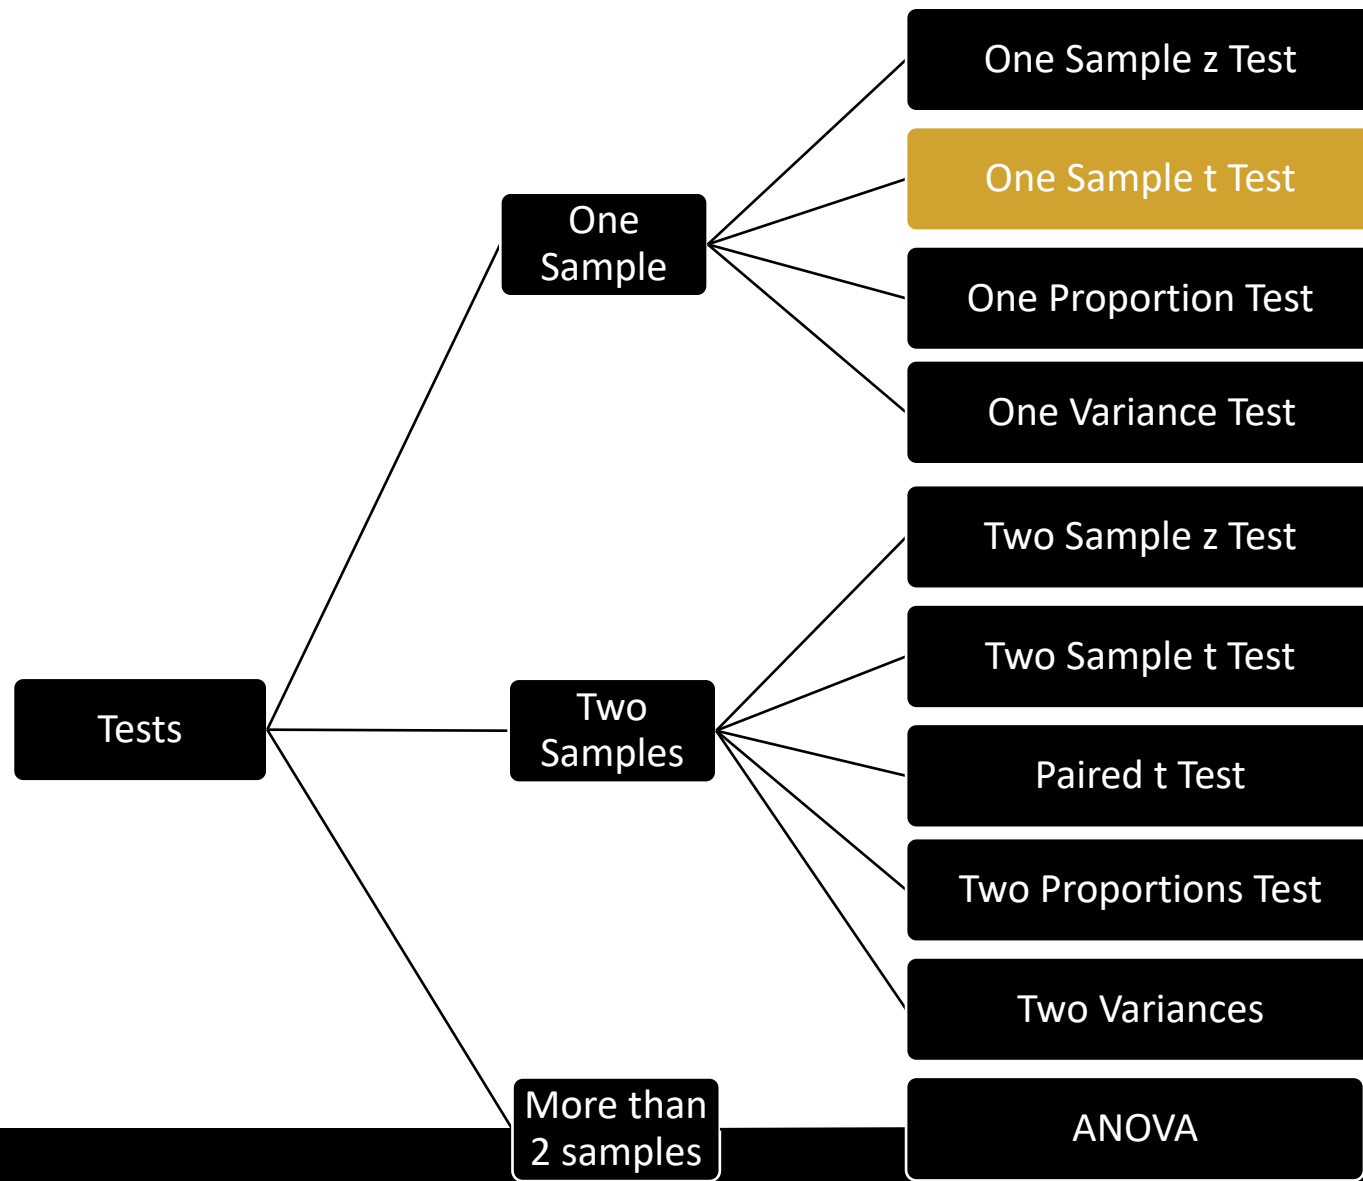 Tests
One
Sample
One Sample z Test
One Sample t Test
One Proportion Test
One Variance Test
Two
Samples
Two Sample z Test
Two Sample t Test
Paired t Test
Two Proportions Test
Two Variances
More than
2 samples
ANOVA